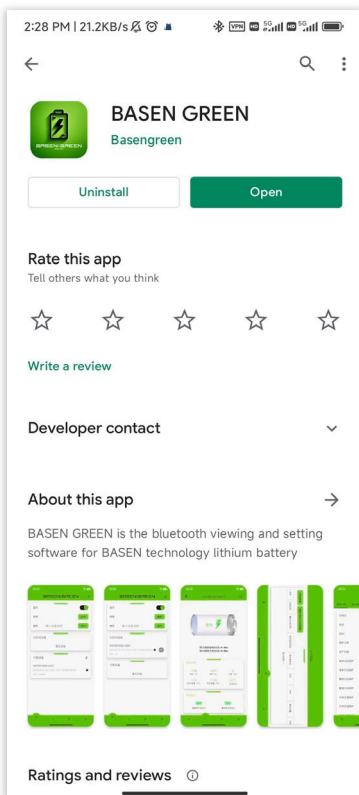 2:28 PM | 21.2KB/s
VPN HD 5G HD 5G
BASEN GREEN
BASEN GREEN
Basengreen
Uninstall
Open
Rate this app
Tell others what you think
Write a review
Developer contact
About this app
BASEN GREEN is the bluetooth viewing and setting
software for BASEN technology lithium battery
Ratings and reviews